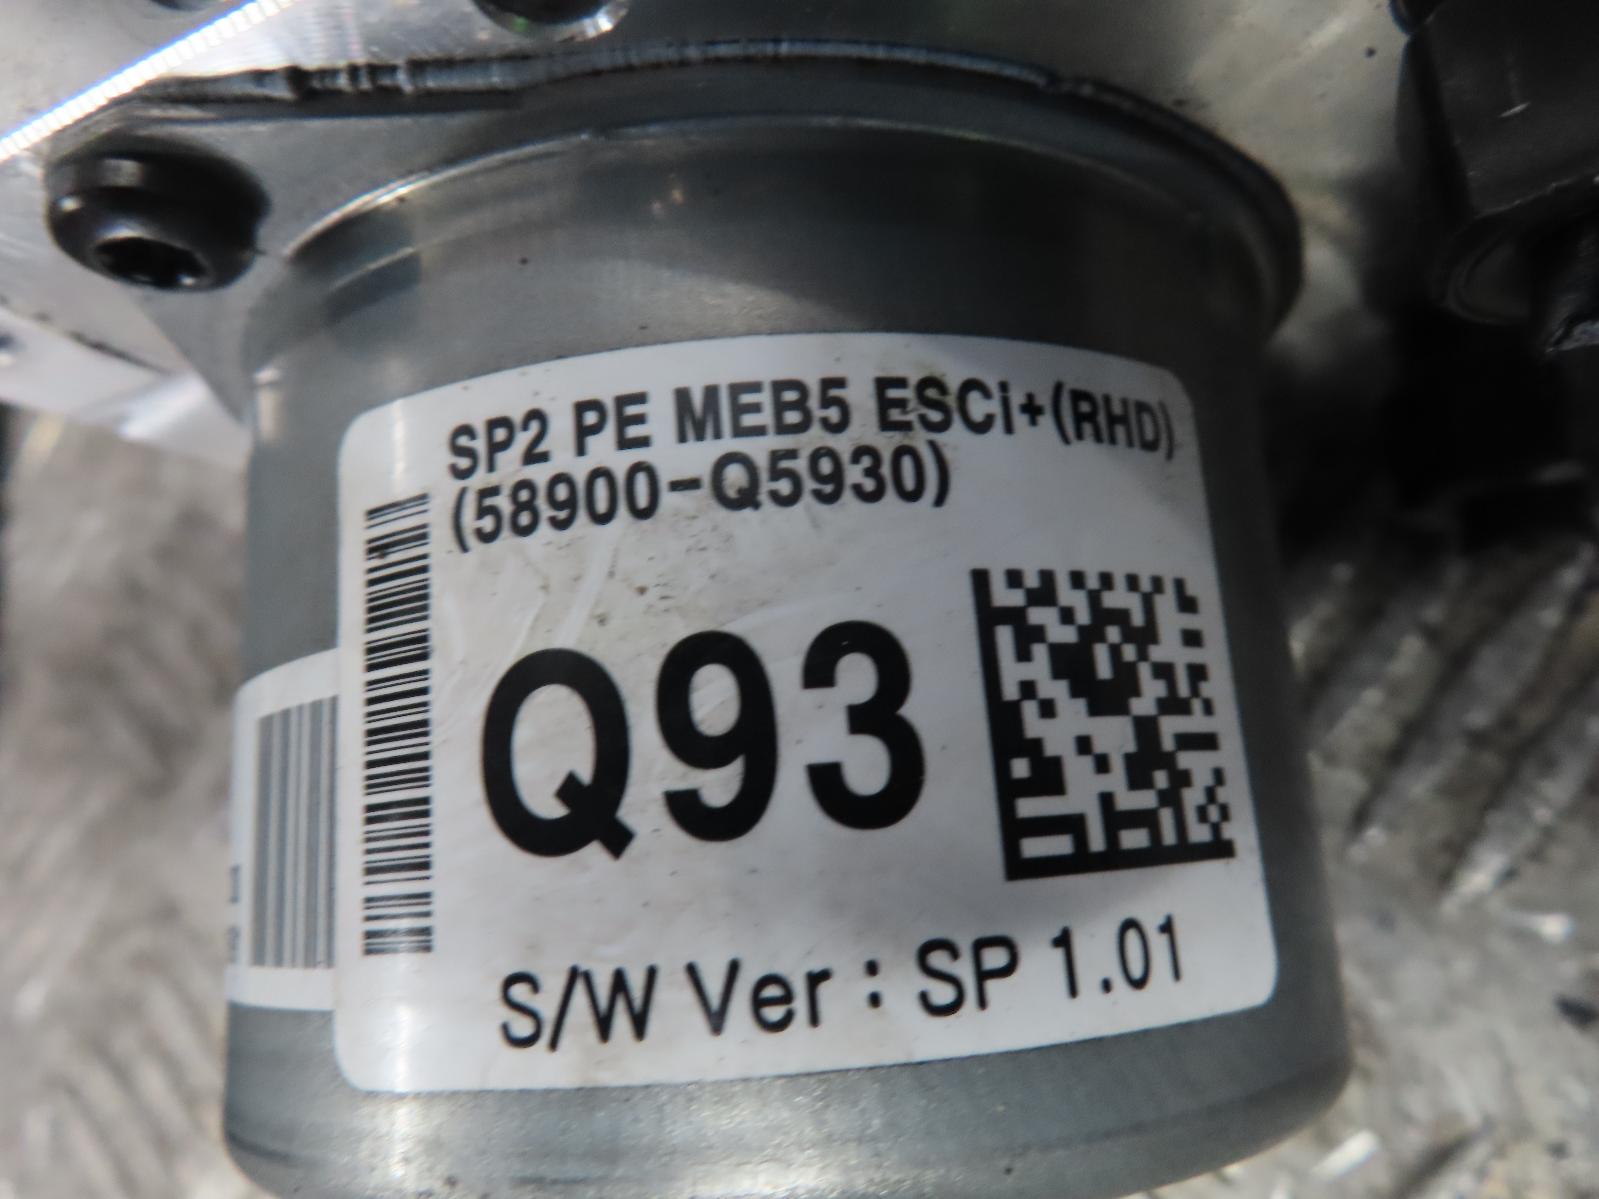 SP2 PE MEB5 ESCi+(RHD)
(58900-Q5930)
Q93
S/W Ver : SP 1.01